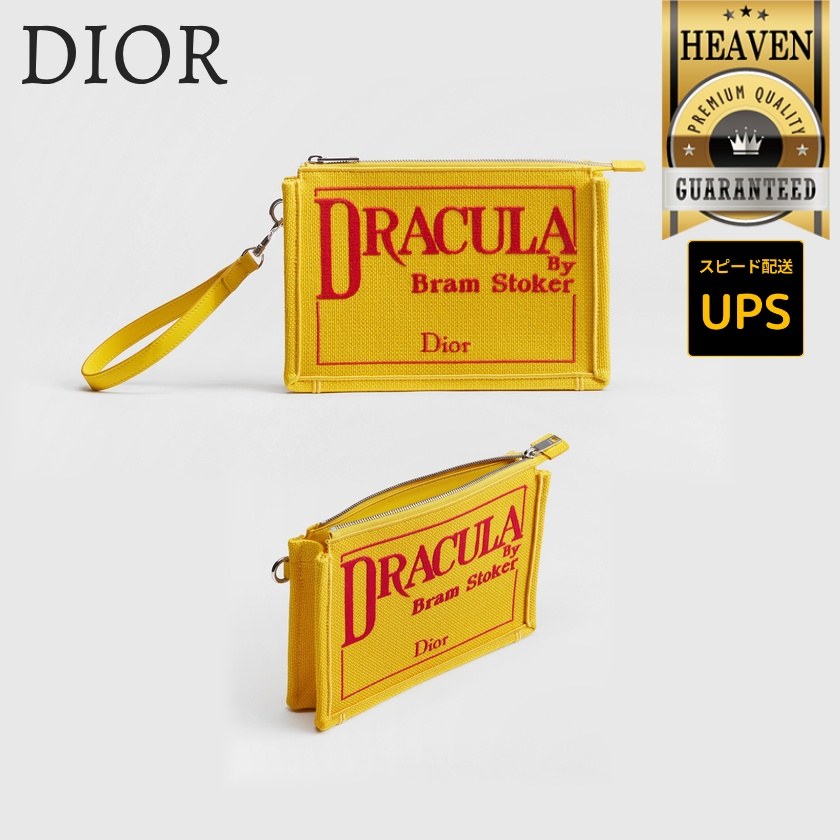 DIOR
HEAVEN
PREMIUM QUALITY
GUARANTEED
スピード配送
UPS
DRACULA
By
Bram Stoker
Dior
DRACULA
By
Bram Stoker
Dior